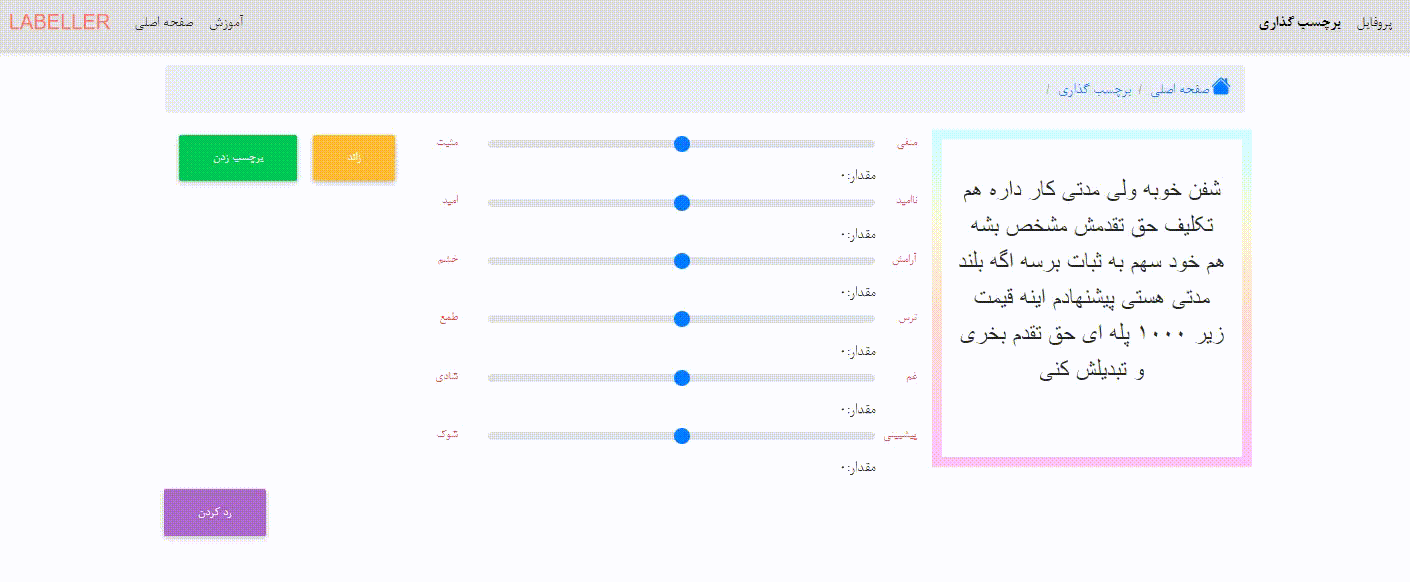 پروفایل
برچسب گذاری
آموزش
صفحه اصلی
LABELLER
صفحه اصلی / برچسب گذاری /
شفن خوبه ولی مدتی کار داره هم
تکلیف حق تقدمش مشخص بشه
هم خود سهم به ثبات برسه اگه بلند
مدتی هستی پیشنهادم اینه قیمت
زیر ۱۰۰۰ پله ای حق تقدم بخری
و تبدیلش کنی
منفی
مثبت
مقدار:۰
ناامید
امید
مقدار:۰
آرامش
خشم
مقدار:۰
ترس
طمع
مقدار:۰
غم
شادی
مقدار:۰
پیشبینی
شوک
مقدار:۰
زائد
برچسب زدن
رد کردن